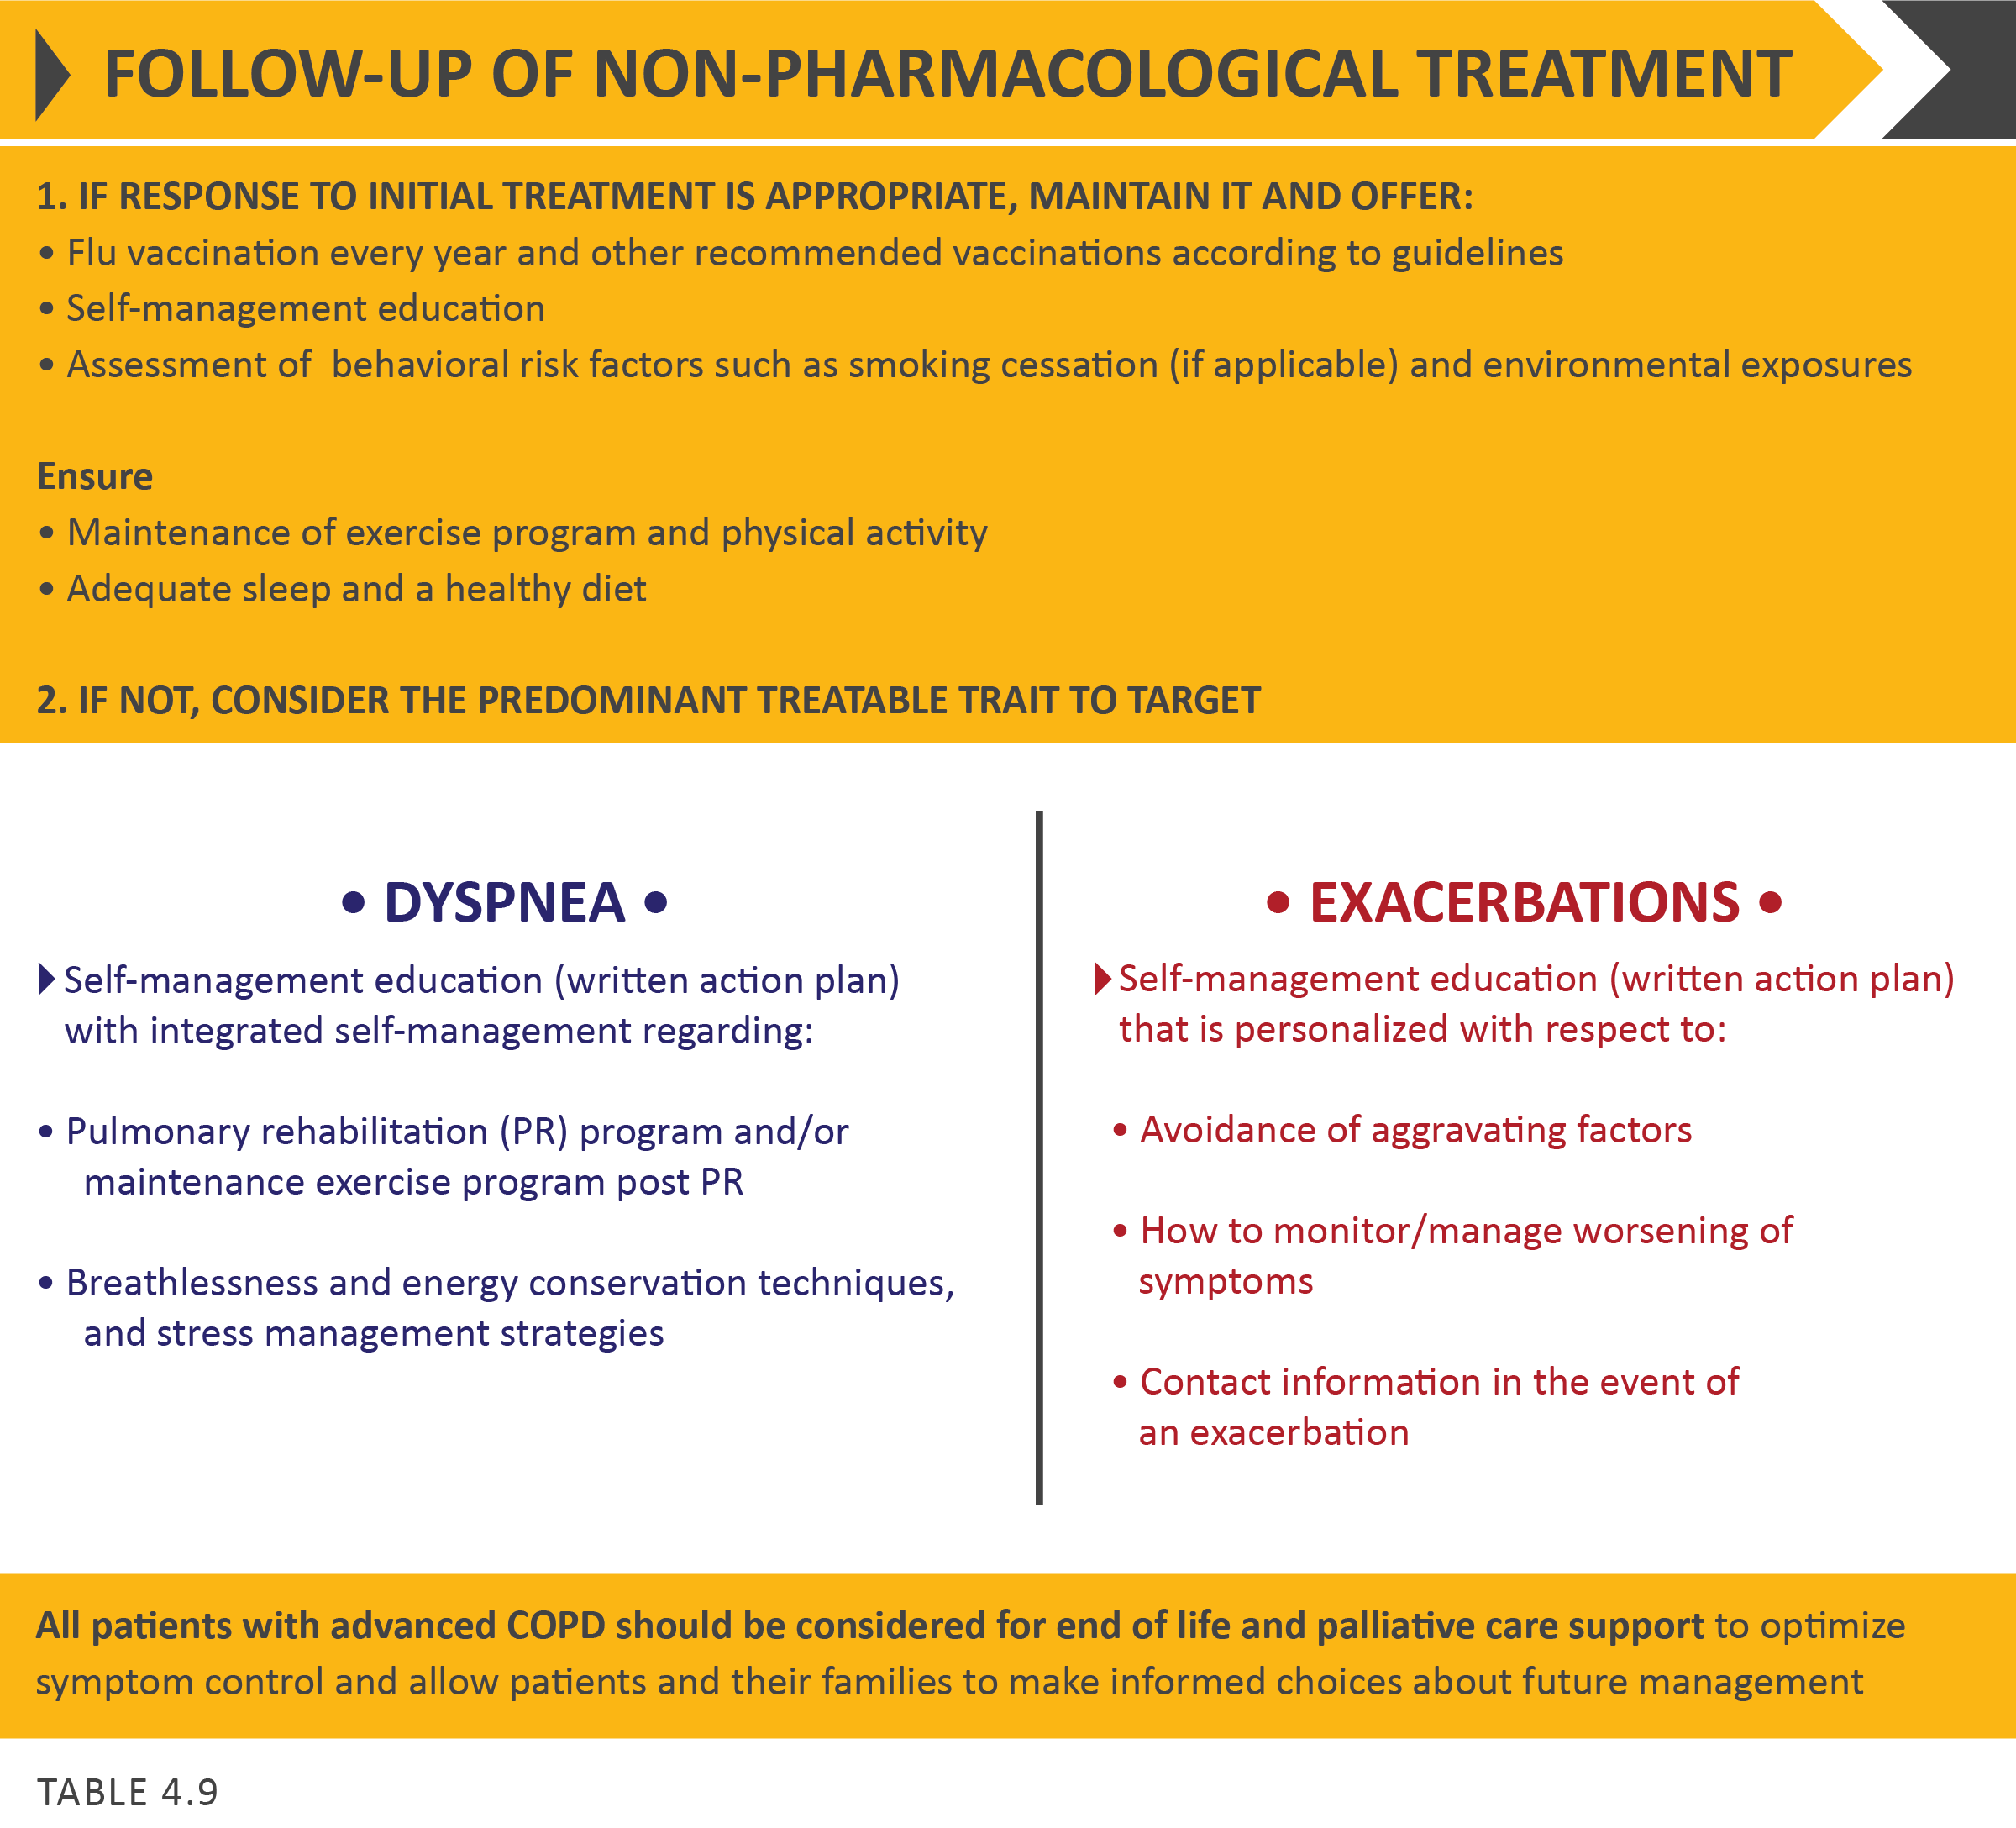 FOLLOW-UP OF NON-PHARMACOLOGICAL TREATMENT
1. IF RESPONSE TO INITIAL TREATMENT IS APPROPRIATE, MAINTAIN IT AND OFFER:
• Flu vaccination every year and other recommended vaccinations according to guidelines
• Self-management education
• Assessment of  behavioral risk factors such as smoking cessation (if applicable) and environmental exposures
Ensure
• Maintenance of exercise program and physical activity
• Adequate sleep and a healthy diet
2. IF NOT, CONSIDER THE PREDOMINANT TREATABLE TRAIT TO TARGET
• DYSPNEA •
Self-management education (written action plan)
with integrated self-management regarding:
• Pulmonary rehabilitation (PR) program and/or
maintenance exercise program post PR
• Breathlessness and energy conservation techniques,
and stress management strategies
• EXACERBATIONS •
Self-management education (written action plan)
that is personalized with respect to:
• Avoidance of aggravating factors
• How to monitor/manage worsening of
symptoms
• Contact information in the event of
an exacerbation
All patients with advanced COPD should be considered for end of life and palliative care support to optimize
symptom control and allow patients and their families to make informed choices about future management
TABLE 4.9